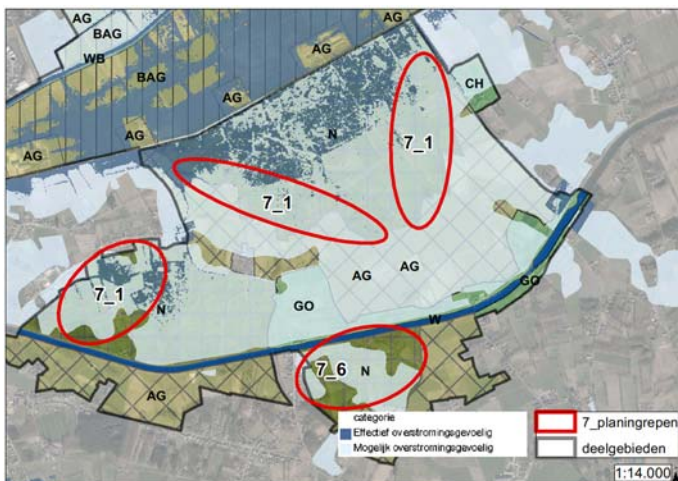 AG
BAG
WB
BAG
AG
AG
AG
AG
CH
N
7_1
7_1
AG
AG
7_1
N
GO
GO
W
7_6
N
AG
categorie
Effectief overstromingsgevoelig
Mogelijk overstromingsgevoelig
7_planingrepen
deelgebieden
1:14.000